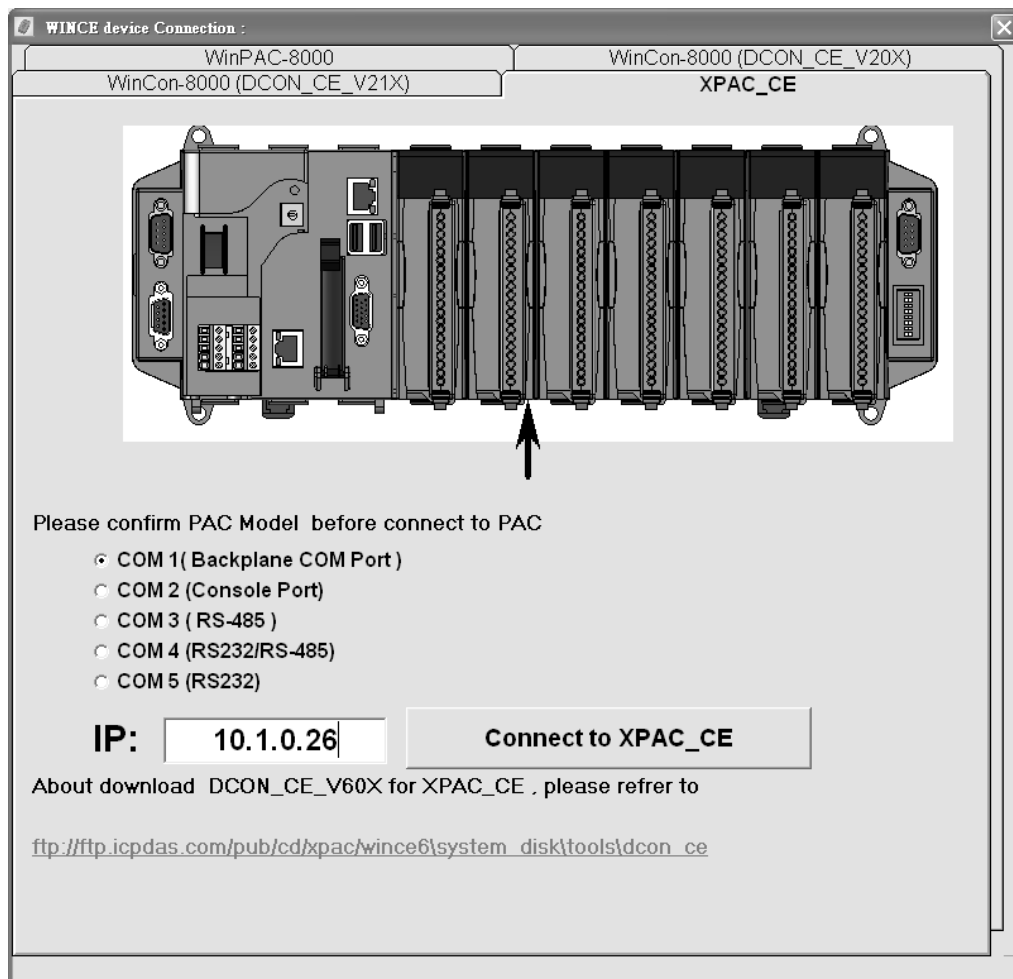 WINCE device Connection :
WinPAC-8000
WinCon-8000 (DCON_CE_V20X)
WinCon-8000 (DCON_CE_V21X)
XPAC_CE
Please confirm PAC Model before connect to PAC
COM 1( Backplane COM Port )
COM 2 (Console Port)
COM 3 ( RS-485 )
COM 4 (RS232/RS-485)
COM 5 (RS232)
IP: 10.1.0.26 Connect to XPAC_CE
About download DCON_CE_V60X for XPAC_CE , please refrer to
ftp://ftp.icpdas.com/pub/cd/xpac/wince6\system_disk\tools\dcon_ce